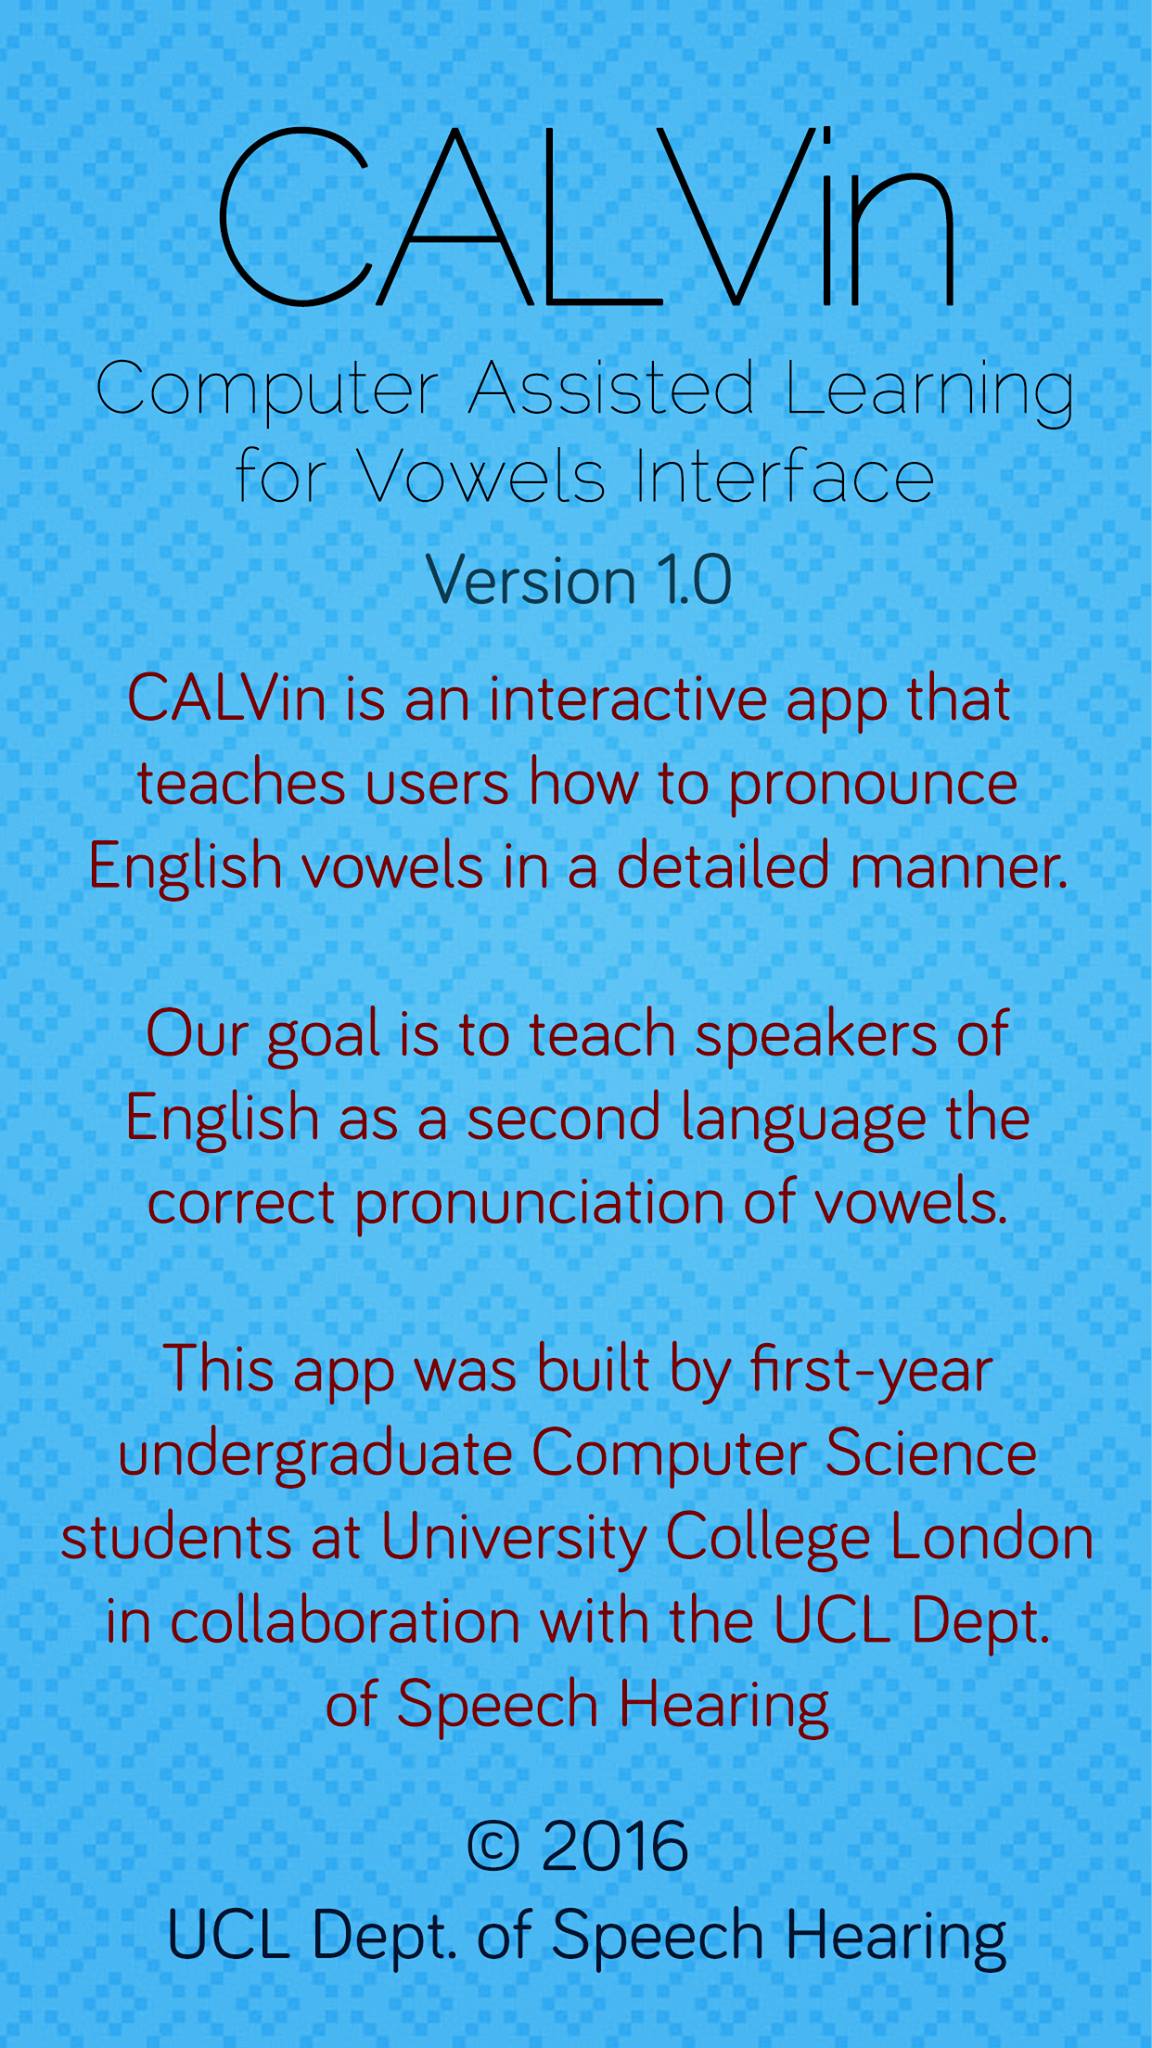 CALVin
Computer Assisted Learning
for Vowels Interface
Version 1.0
CALVin is an interactive app that
teaches users how to pronounce
English vowels in a detailed manner.
Our goal is to teach speakers of
English as a second language the
correct pronunciation of vowels.
This app was built by first-year
undergraduate Computer Science
students at University College London
in collaboration with the UCL Dept.
of Speech Hearing
© 2016
UCL Dept. of Speech Hearing